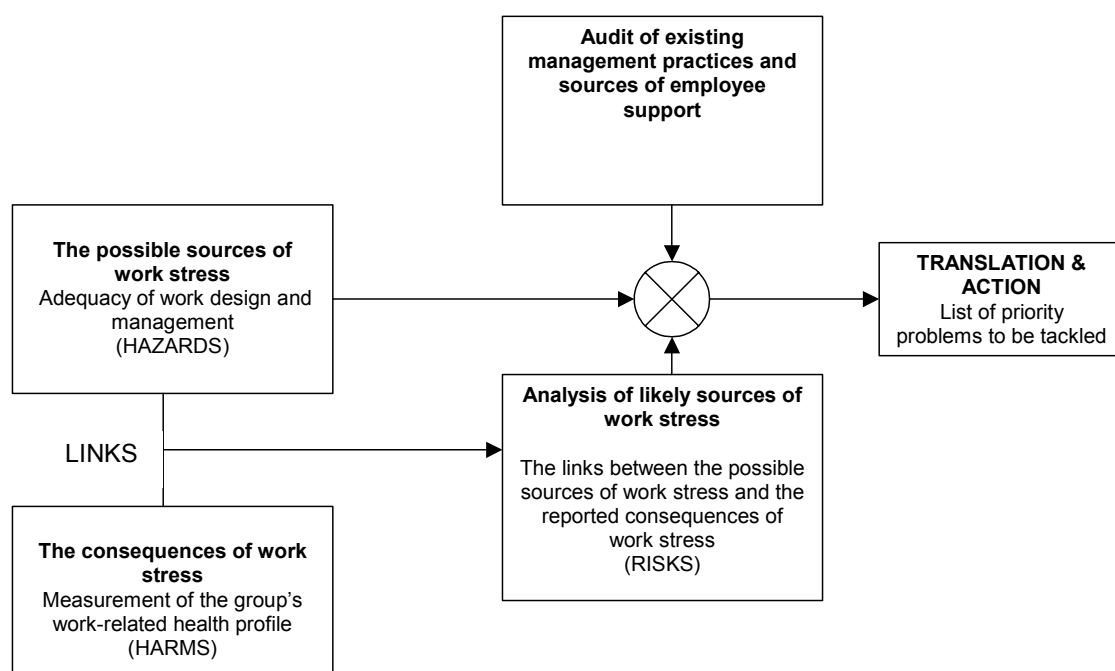 Audit of existing
management practices and
sources of employee
support
The possible sources of
work stress
Adequacy of work design and
management
(HAZARDS)
TRANSLATION &
ACTION
List of priority
problems to be tackled
LINKS
Analysis of likely sources of
work stress
The links between the possible
sources of work stress and the
reported consequences of
work stress
(RISKS)
The consequences of work
stress
Measurement of the group’s
work-related health profile
(HARMS)